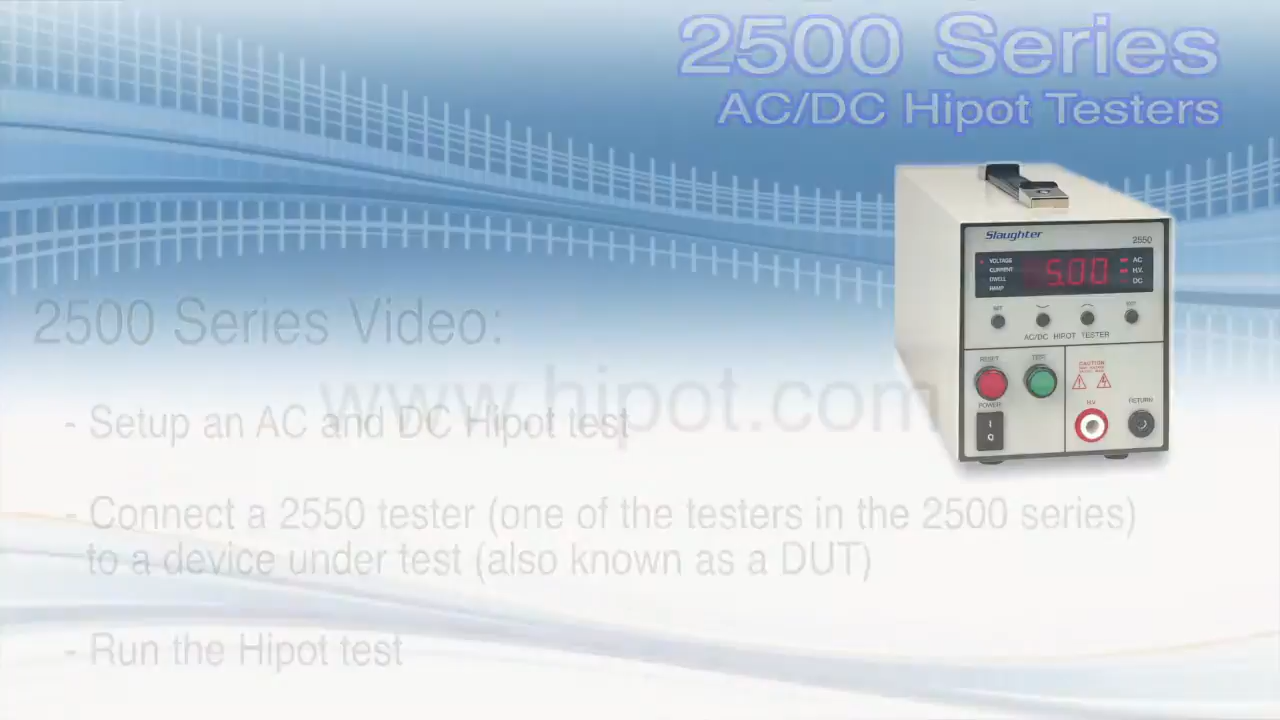 2500 Series
AC/DC Hipot Testers
Slaughter
2550
VOLTAGE
CURRENT
DWELL
RAMP
5.00
AC
H.V.
DC
SET
SET
AC/DC HIPOT TESTER
RESET
TEST
CAUTION
POWER
H.V.
RETURN
I
O
2500 Series Video:
www.hipot.com
- Setup an AC and DC Hipot test
- Connect a 2550 tester (one of the testers in the 2500 series)
to a device under test (also known as a DUT)
- Run the Hipot test